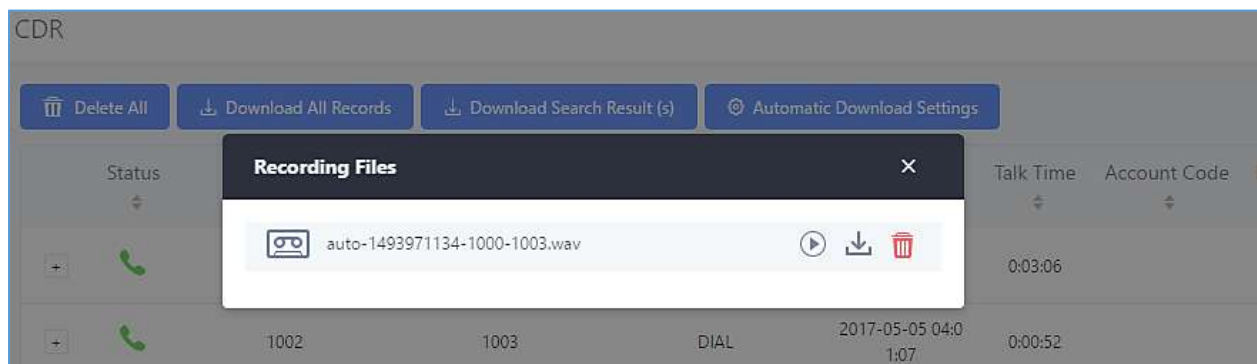 CDR
Delete All
Download All Records
Download Search Result (s)
Automatic Download Settings
Recording Files
Status
Talk Time
Account Code
auto-1493971134-1000-1003.wav
+
0:03:06
+
1002
1003
DIAL
2017-05-05 04:0
1:07
0:00:52